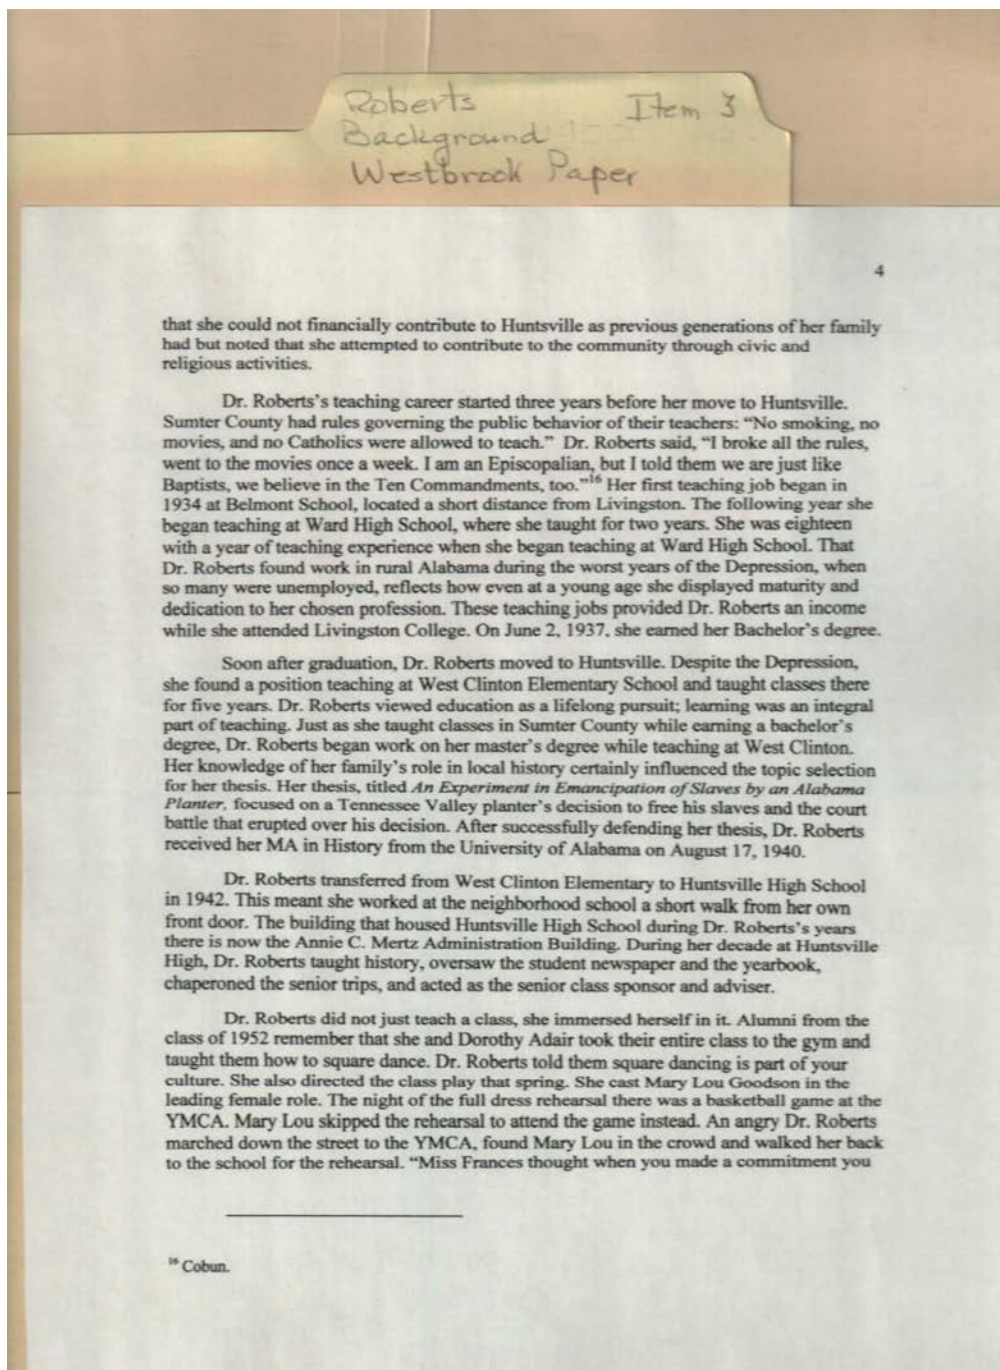 Roberts Item 3
Background
Westbrook Paper
4
that she could not financially contribute to Huntsville as previous generations of her family
had but noted that she attempted to contribute to the community through civic and
religious activities.
Dr. Roberts's teaching career started three years before her move to Huntsville.
Sumter County had rules governing the public behavior of their teachers: “No smoking, no
movies, and no Catholics were allowed to teach.” Dr. Roberts said, “I broke all the rules,
went to the movies once a week. I am an Episcopalian, but I told them we are just like
Baptists, we believe in the Ten Commandments, too.”16 Her first teaching job began in
1934 at Belmont School, located a short distance from Livingston. The following year she
began teaching at Ward High School, where she taught for two years. She was eighteen
with a year of teaching experience when she began teaching at Ward High School. That
Dr. Roberts found work in rural Alabama during the worst years of the Depression, when
so many were unemployed, reflects how even at a young age she displayed maturity and
dedication to her chosen profession. These teaching jobs provided Dr. Roberts an income
while she attended Livingston College. On June 2, 1937, she earned her Bachelor's degree.
Soon after graduation, Dr. Roberts moved to Huntsville. Despite the Depression,
she found a position teaching at West Clinton Elementary School and taught classes there
for five years. Dr. Roberts viewed education as a lifelong pursuit; learning was an integral
part of teaching. Just as she taught classes in Sumter County while earning a bachelor's
degree, Dr. Roberts began work on her master's degree while teaching at West Clinton.
Her knowledge of her family's role in local history certainly influenced the topic selection
for her thesis. Her thesis, titled An Experiment in Emancipation of Slaves by an Alabama
Planter, focused on a Tennessee Valley planter's decision to free his slaves and the court
battle that erupted over his decision. After successfully defending her thesis, Dr. Roberts
received her MA in History from the University of Alabama on August 17, 1940.
Dr. Roberts transferred from West Clinton Elementary to Huntsville High School
in 1942. This meant she worked at the neighborhood school a short walk from her own
front door. The building that housed Huntsville High School during Dr. Roberts's years
there is now the Annie C. Mertz Administration Building. During her decade at Huntsville
High, Dr. Roberts taught history, oversaw the student newspaper and the yearbook,
chaperoned the senior trips, and acted as the senior class sponsor and adviser.
Dr. Roberts did not just teach a class, she immersed herself in it. Alumni from the
class of 1952 remember that she and Dorothy Adair took their entire class to the gym and
taught them how to square dance. Dr. Roberts told them square dancing is part of your
culture. She also directed the class play that spring. She cast Mary Lou Goodson in the
leading female role. The night of the full dress rehearsal there was a basketball game at the
YMCA. Mary Lou skipped the rehearsal to attend the game instead. An angry Dr. Roberts
marched down the street to the YMCA, found Mary Lou in the crowd and walked her back
to the school for the rehearsal. “Miss Frances thought when you made a commitment you
16 Cobun.